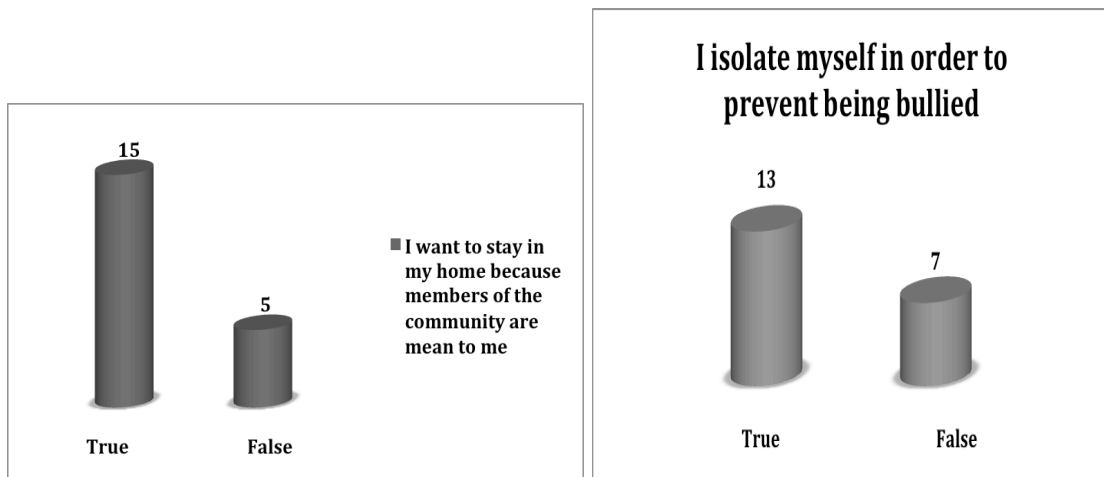 15
5
True
False
I want to stay in
my home because
members of the
community are
mean to me
I isolate myself in order to
prevent being bullied
13
7
True
False